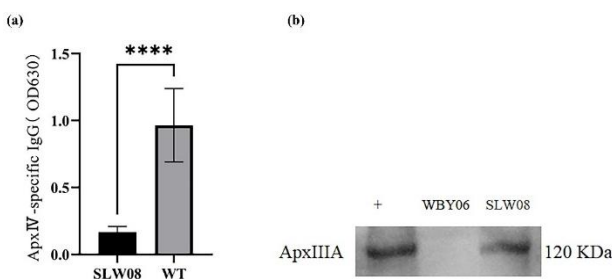 (a)
****
ApxⅣ-specific IgG( OD630)
1.5
1.0
0.5
0.0
SLW08 WT
(b)
+ WBY06 SLW08
ApxIIIA 120 KDa